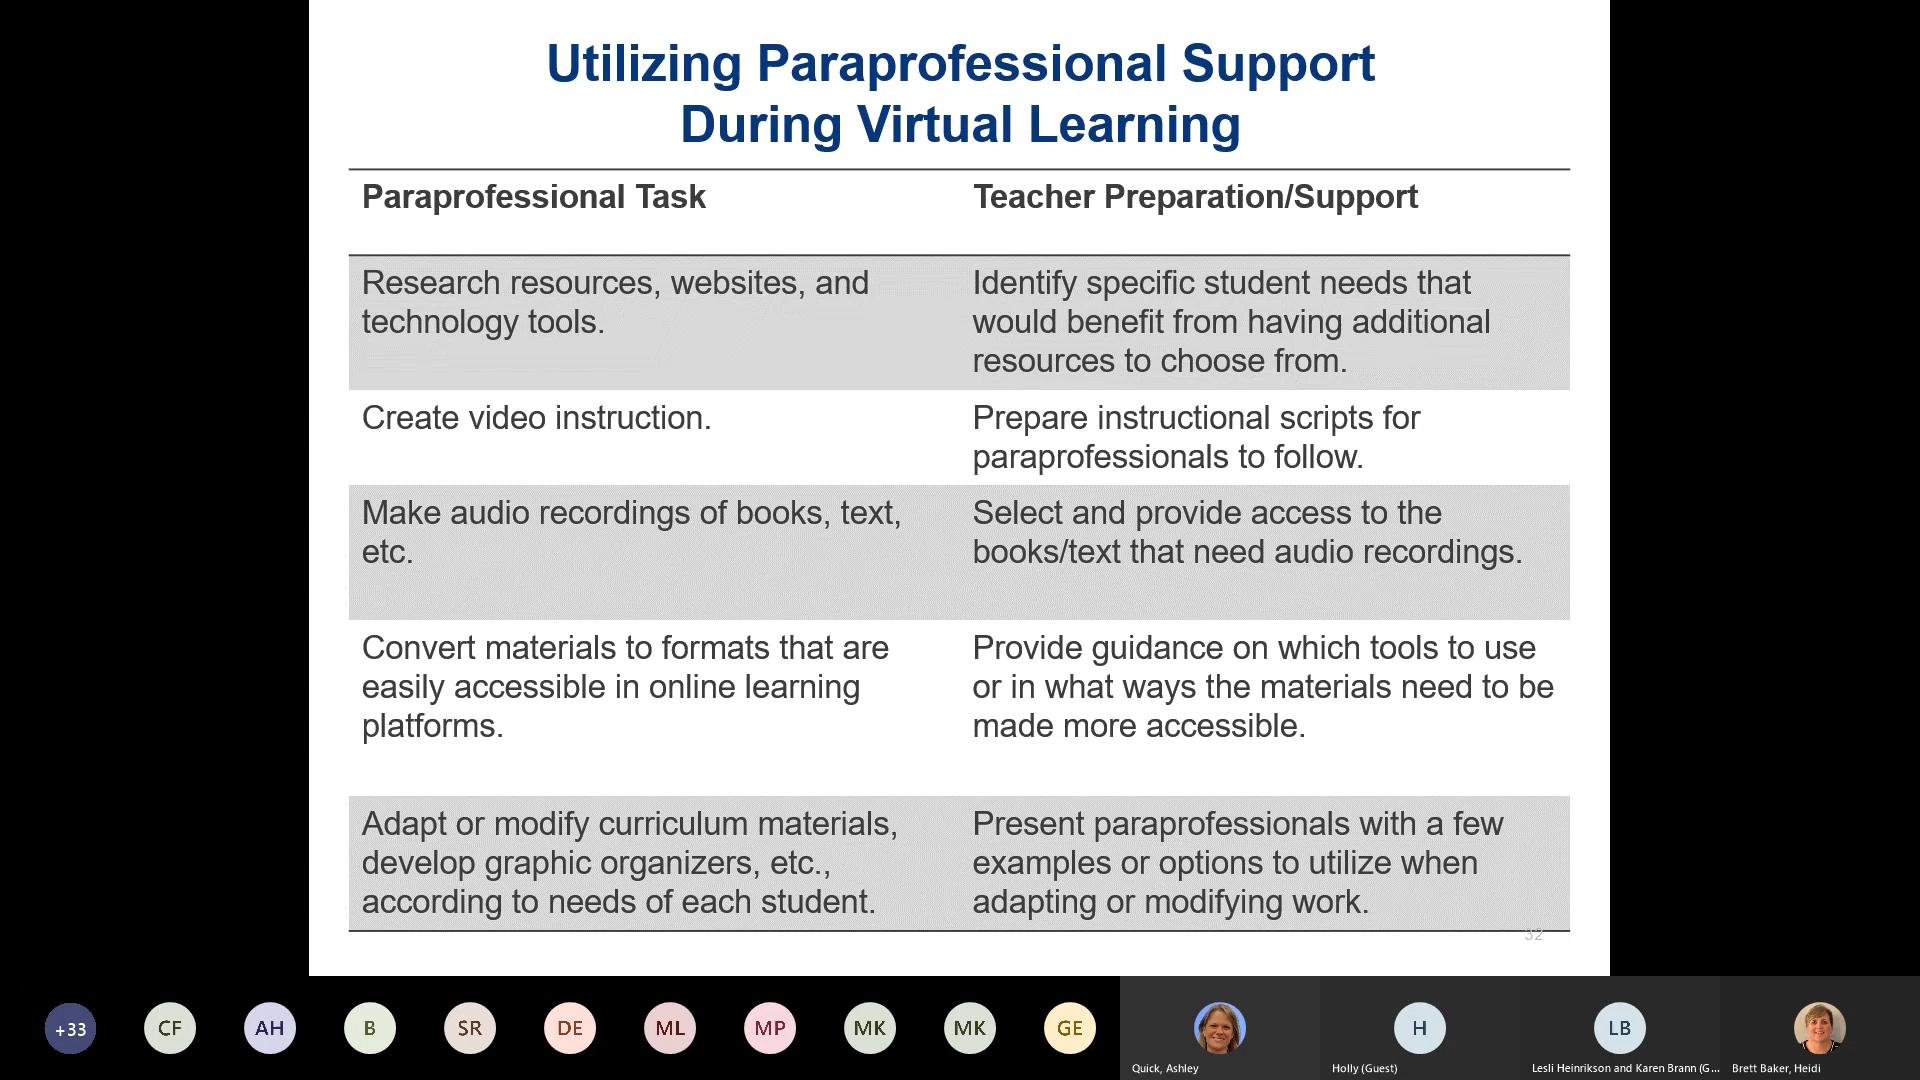 Utilizing Paraprofessional Support
During Virtual Learning
Paraprofessional Task
Teacher Preparation/Support
Research resources, websites, and
technology tools.
Identify specific student needs that
would benefit from having additional
resources to choose from.
Create video instruction.
Prepare instructional scripts for
paraprofessionals to follow.
Make audio recordings of books, text,
etc.
Select and provide access to the
books/text that need audio recordings.
Convert materials to formats that are
easily accessible in online learning
platforms.
Provide guidance on which tools to use
or in what ways the materials need to be
made more accessible.
Adapt or modify curriculum materials,
develop graphic organizers, etc.,
according to needs of each student.
Present paraprofessionals with a few
examples or options to utilize when
adapting or modifying work.
32
+33
CF
AH
B
SR
DE
ML
MP
MK
MK
GE
Quick, Ashley
H
Holly (Guest)
LB
Lesli Heinrikson and Karen Brann (G...
Brett Baker, Heidi